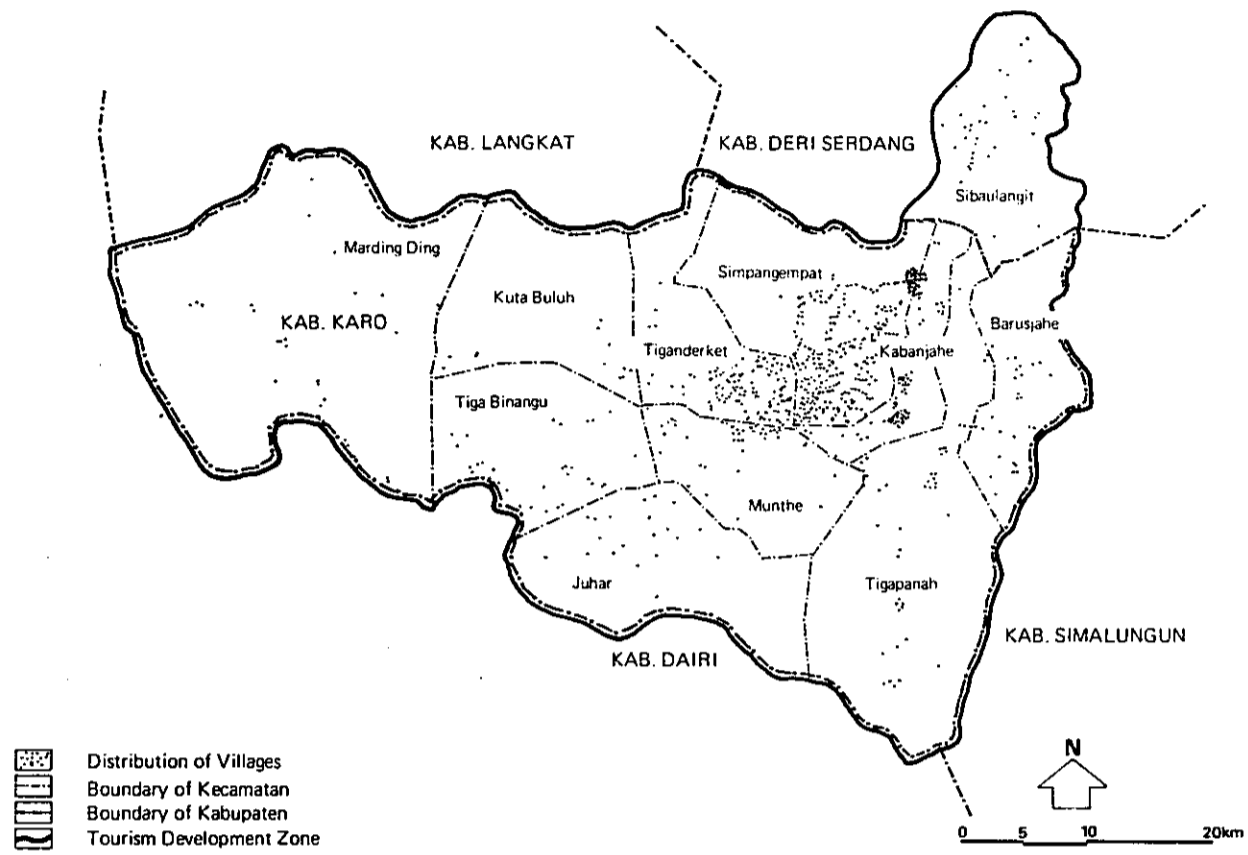 KAB. LANGKAT
KAB. DERI SERDANG
Sibaulangit
Marding Ding
Simpangempat
Kuta Buluh
KAB. KARO
Barusjahe
Tiganderket
Kabanjahe
Tiga Binangu
Munthe
Juhar
Tigapanah
KAB. SIMALUNGUN
KAB. DAIRI
Distribution of Villages
Boundary of Kecamatan
Boundary of Kabupaten
Tourism Development Zone
N
0 5 10 20km